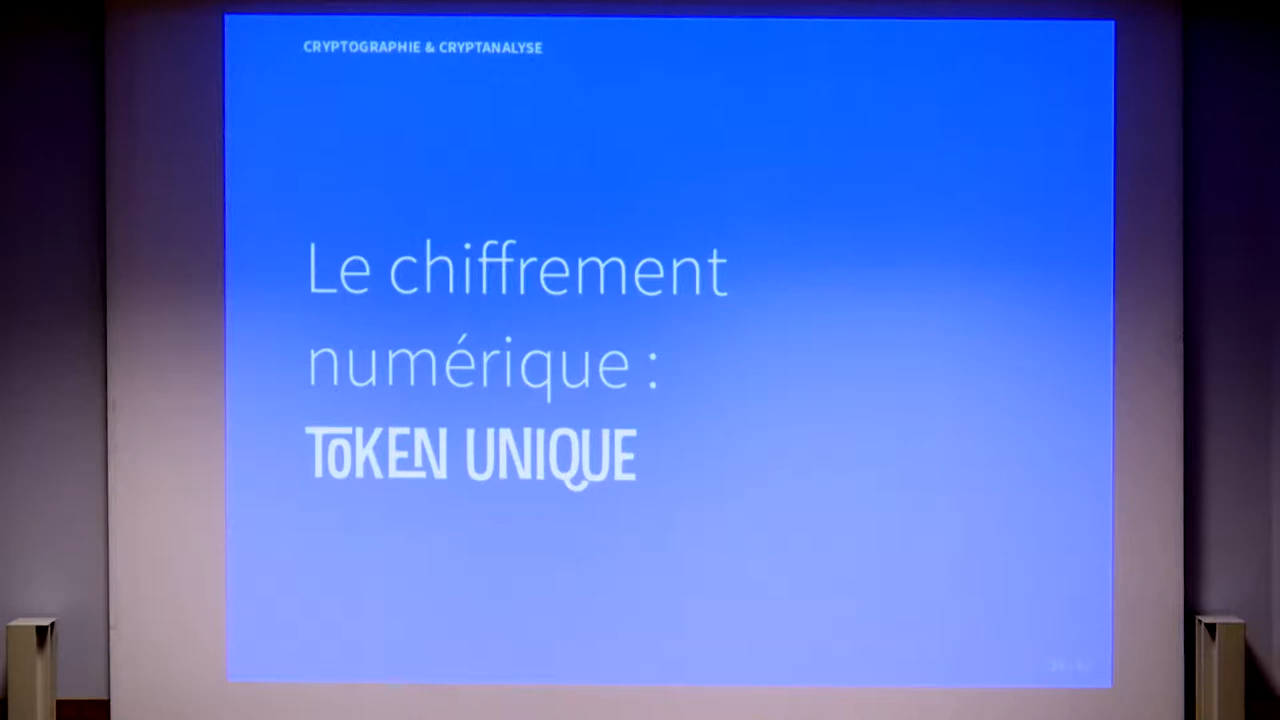 CRYPTOGRAPHIE & CRYPTANALYSE
Le chiffrement
numérique :
ToKEN UNIQUE